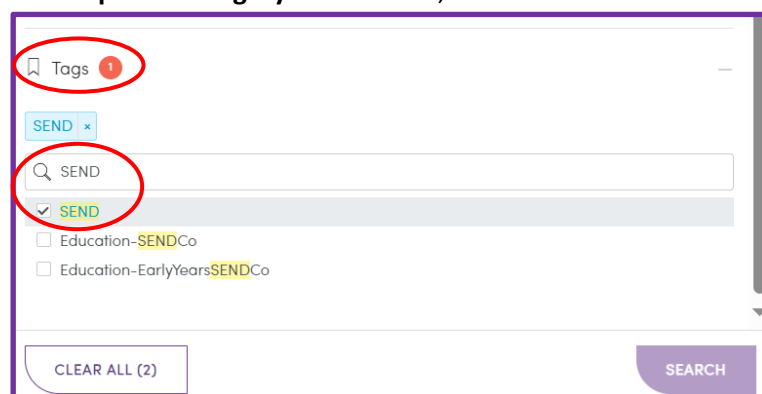 Tags 1
SEND ×
SEND
SEND
Education-SENDCo
Education-EarlyYearsSENDCo
CLEAR ALL (2)
SEARCH